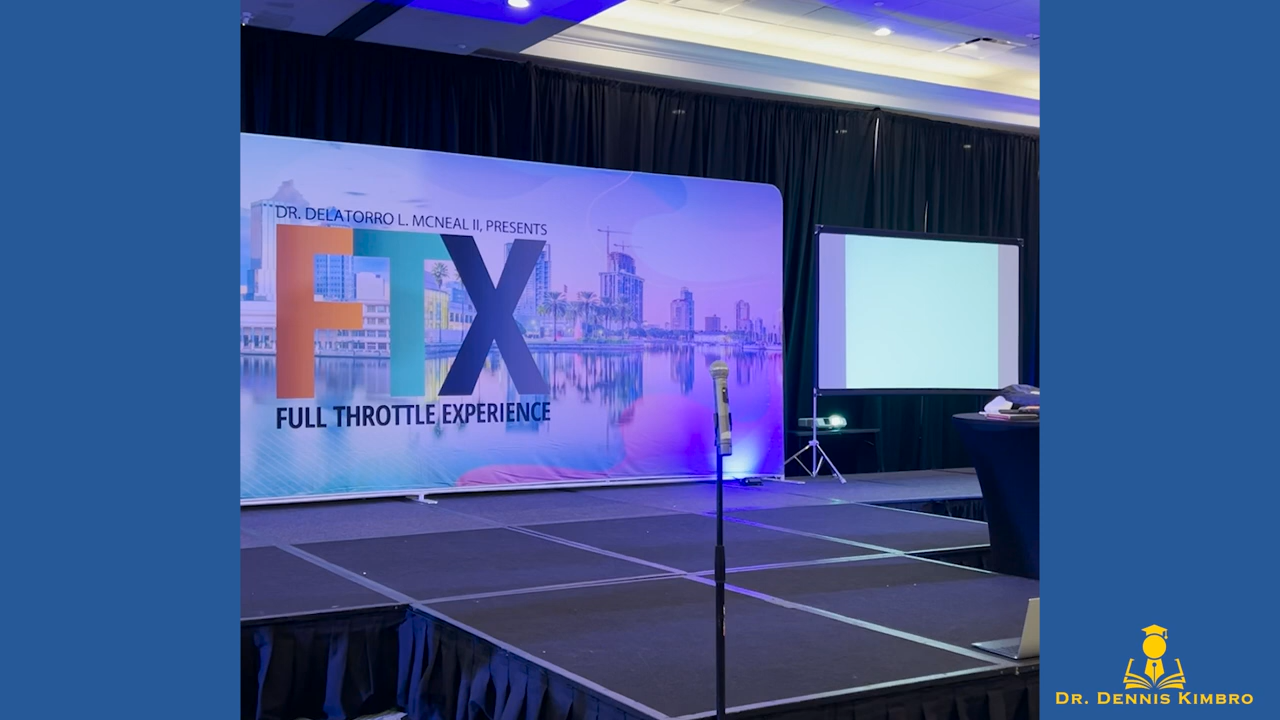 DR. DELATORRO L. MCNEAL II, PRESENTS
FTX
FULL THROTTLE EXPERIENCE
DR. DENNIS KIMBRO